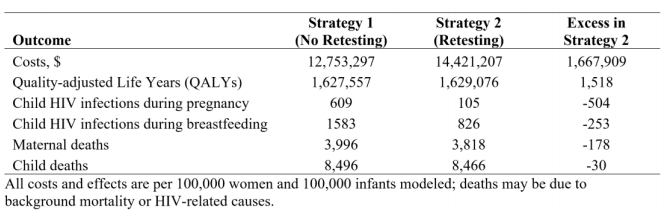 Strategy 1 Strategy 2 Excess in
Outcome (No Retesting) (Retesting) Strategy 2
Costs, $ 12,753,297 14,421,207 1,667,909
Quality-adjusted Life Years (QALYs) 1,627,557 1,629,076 1,518
Child HIV infections during pregnancy 609 105 -504
Child HIV infections during breastfeeding 1583 826 -253
Maternal deaths 3,996 3,818 -178
Child deaths 8,496 8,466 -30
All costs and effects are per 100,000 women and 100,000 infants modeled; deaths may be due to
background mortality or HIV-related causes.